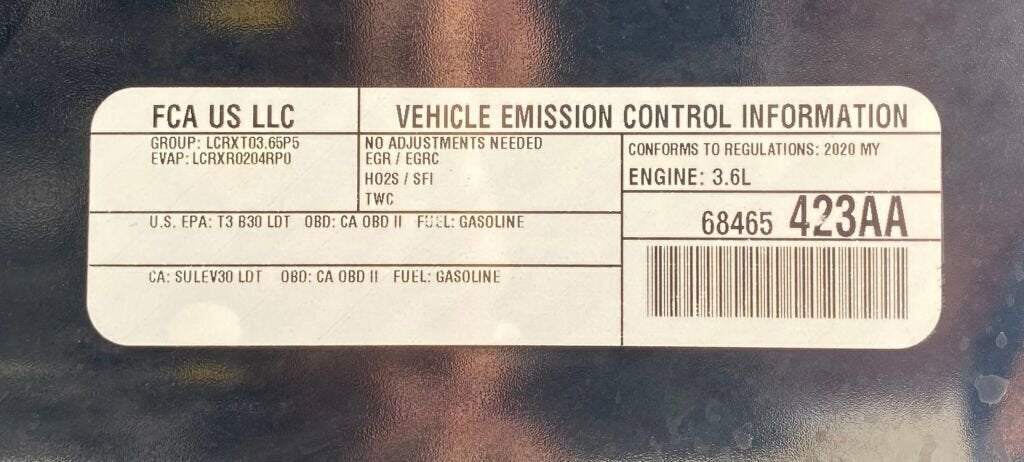 FCA US LLC
VEHICLE EMISSION CONTROL INFORMATION
GROUP: LCRXT03.65P5
EVAP: LCRXR0204RP0
NO ADJUSTMENTS NEEDED
EGR / EGRC
HO2S / SFI
TWC
CONFORMS TO REGULATIONS: 2020 MY
ENGINE: 3.6L
68465 423AA
U.S. EPA: T3 B30 LDT OBD: CA OBD II FUEL: GASOLINE
CA: SULEV30 LDT OBD: CA OBD II FUEL: GASOLINE